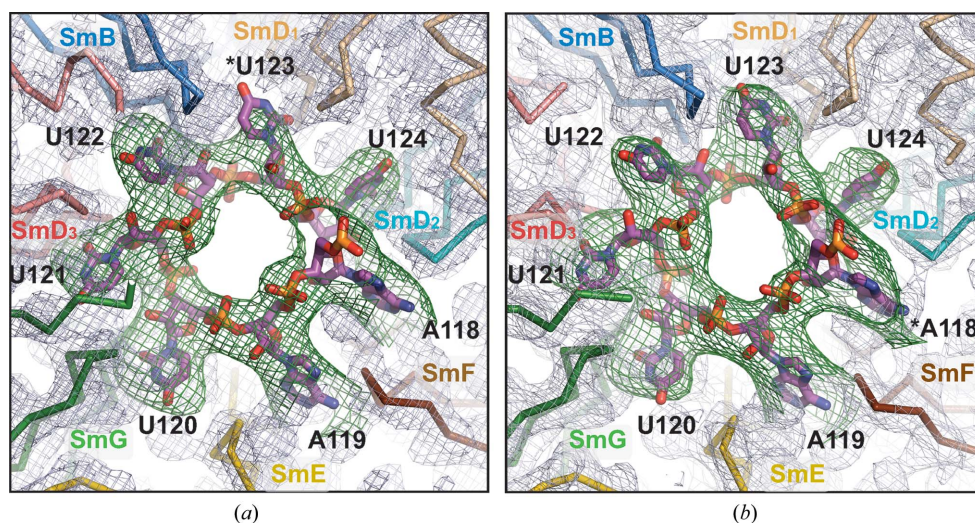 SmB
SmD₁
*U123
U122
U124
SmD₃
SmD₂
U121
A118
SmF
U120
SmG
A119
SmE
(a)
SmB
SmD₁
U123
U122
U124
SmD₃
SmD₂
U121
*A118
SmF
U120
SmG
A119
SmE
(b)